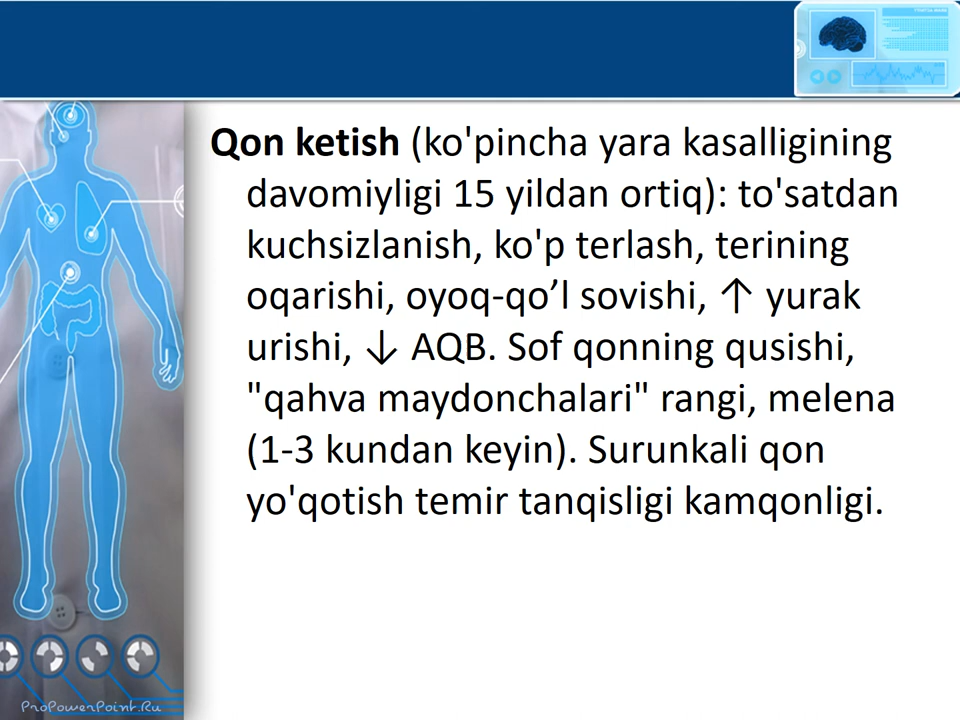 Qon ketish (ko'pincha yara kasalligining
davomiyligi 15 yildan ortiq): to'satdan
kuchsizlanish, ko'p terlash, terining
oqarishi, oyoq-qo’l sovishi, ↑ yurak
urishi, ↓ AQB. Sof qonning qusishi,
"qahva maydonchalari" rangi, melena
(1-3 kundan keyin). Surunkali qon
yo'qotish temir tanqisligi kamqonligi.
ProPowerPoint.Ru